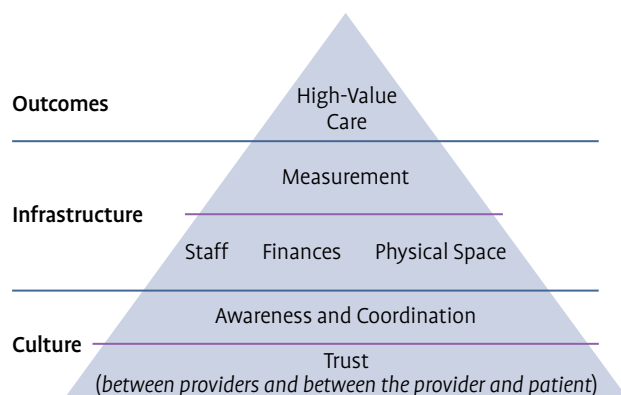 Outcomes
High-Value
Care
Measurement
Infrastructure
Staff Finances Physical Space
Awareness and Coordination
Culture
Trust
(between providers and between the provider and patient)